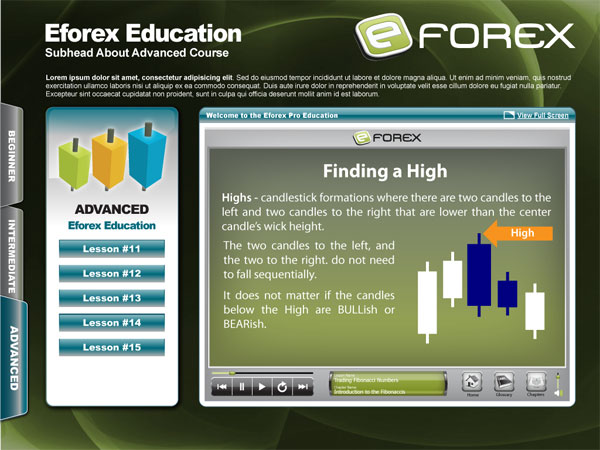 Eforex Education
Subhead About Advanced Course
e FOREX
Lorem ipsum dolor sit amet, consectetur adipisicing elit. Sed do eiusmod tempor incididunt ut labore et dolore magna aliqua. Ut enim ad minim veniam, quis nostrud
exercitation ullamco laboris nisi ut aliquip ex ea commodo consequat. Duis aute irure dolor in reprehenderit in voluptate velit esse cillum dolore eu fugiat nulla pariatur.
Excepteur sint occaecat cupidatat non proident, sunt in culpa qui officia deserunt mollit anim id est laborum.
BEGINNER
INTERMEDIATE
ADVANCED
ADVANCED
Eforex Education
Lesson #11
Lesson #12
Lesson #13
Lesson #14
Lesson #15
Welcome to the Eforex Pro Education
View Full Screen
e FOREX
Finding a High
Highs - candlestick formations where there are two candles to the
left and two candles to the right that are lower than the center
candle's wick height.
High
The two candles to the left, and
the two to the right. do not need
to fall sequentially.
It does not matter if the candles
below the High are BULLish or
BEARish.
Lesson Name
Trading Fibonacci Numbers
Chapter Name
Introduction to the Fibonaccis
Home
Glossary
Chapters